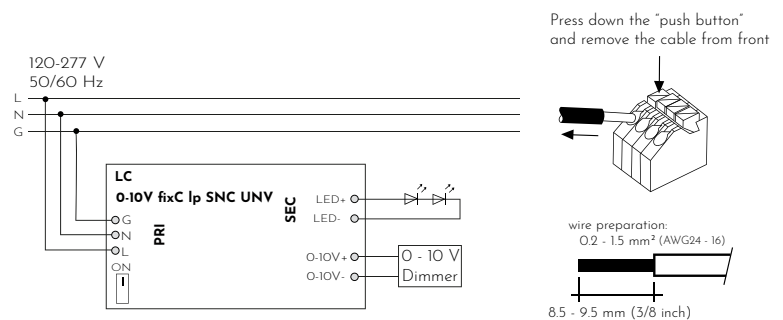 Press down the "push button"
and remove the cable from front
120-277 V
50/60 Hz
L
N
G
LC
0-10V fixC lp SNC UNV
PRI
SEC
G
N
L
ON
I
LED+
LED-
0-10V+
0-10V-
0 - 10 V
Dimmer
wire preparation:
0.2 - 1.5 mm² (AWG24 - 16)
8.5 - 9.5 mm (3/8 inch)